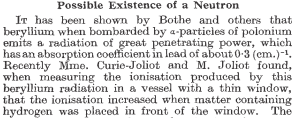 Possible Existence of a Neutron
IT has been shown by Bothe and others that
beryllium when bombarded by α-particles of polonium
emits a radiation of great penetrating power, which
has an absorption coefficient in lead of about 0·3 (cm.)⁻¹.
Recently Mme. Curie-Joliot and M. Joliot found,
when measuring the ionisation produced by this
beryllium radiation in a vessel with a thin window,
that the ionisation increased when matter containing
hydrogen was placed in front of the window. The